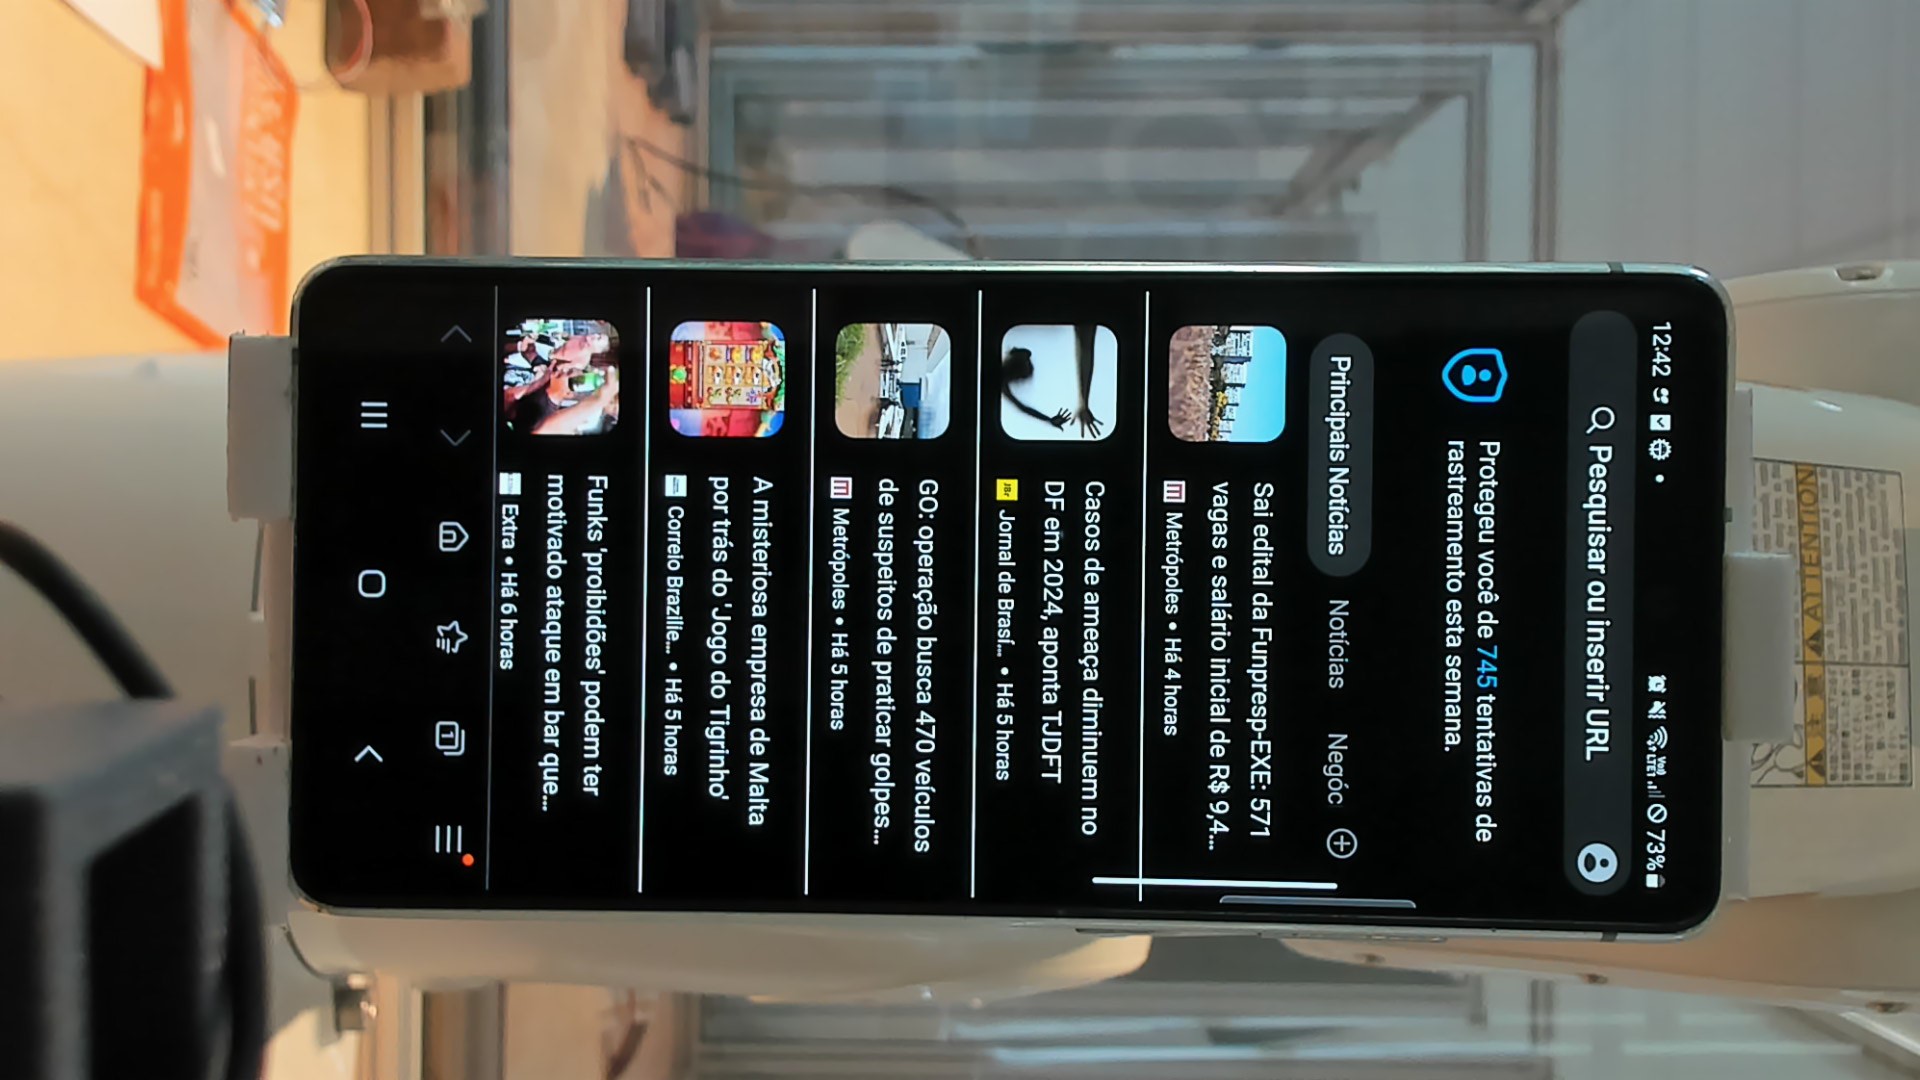 12:42
VoD
LTE1
73%
Pesquisar ou inserir URL
Protegeu você de 745 tentativas de
rastreamento esta semana.
Principais Notícias
Notícias
Negóc
Sai edital da Funpresp-EXE: 571
vagas e salário inicial de R$ 9,4...
Metrópoles • Há 4 horas
Casos de ameaça diminuem no
DF em 2024, aponta TJDFT
JBr
Jornal de Brasí... • Há 5 horas
GO: operação busca 470 veículos
de suspeitos de praticar golpes...
Metrópoles • Há 5 horas
A misteriosa empresa de Malta
por trás do 'Jogo do Tigrinho'
Correio Brazilie... • Há 5 horas
Funks 'proibidões' podem ter
motivado ataque em bar que...
Extra • Há 6 horas
1
ATTENTION